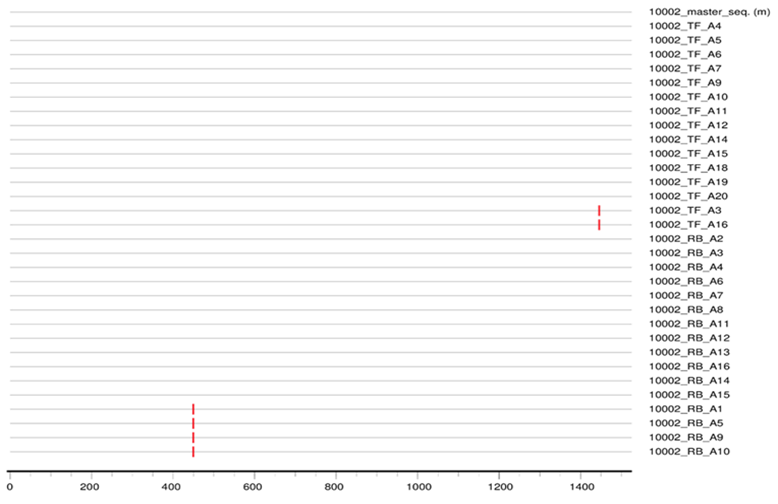 10002_master_seq. (m)
10002_TF_A4
10002_TF_A5
10002_TF_A6
10002_TF_A7
10002_TF_A9
10002_TF_A10
10002_TF_A11
10002_TF_A12
10002_TF_A14
10002_TF_A15
10002_TF_A18
10002_TF_A19
10002_TF_A20
10002_TF_A3
10002_TF_A16
10002_RB_A2
10002_RB_A3
10002_RB_A4
10002_RB_A6
10002_RB_A7
10002_RB_A8
10002_RB_A11
10002_RB_A12
10002_RB_A13
10002_RB_A16
10002_RB_A14
10002_RB_A15
10002_RB_A1
10002_RB_A5
10002_RB_A9
10002_RB_A10
0 200 400 600 800 1000 1200 1400